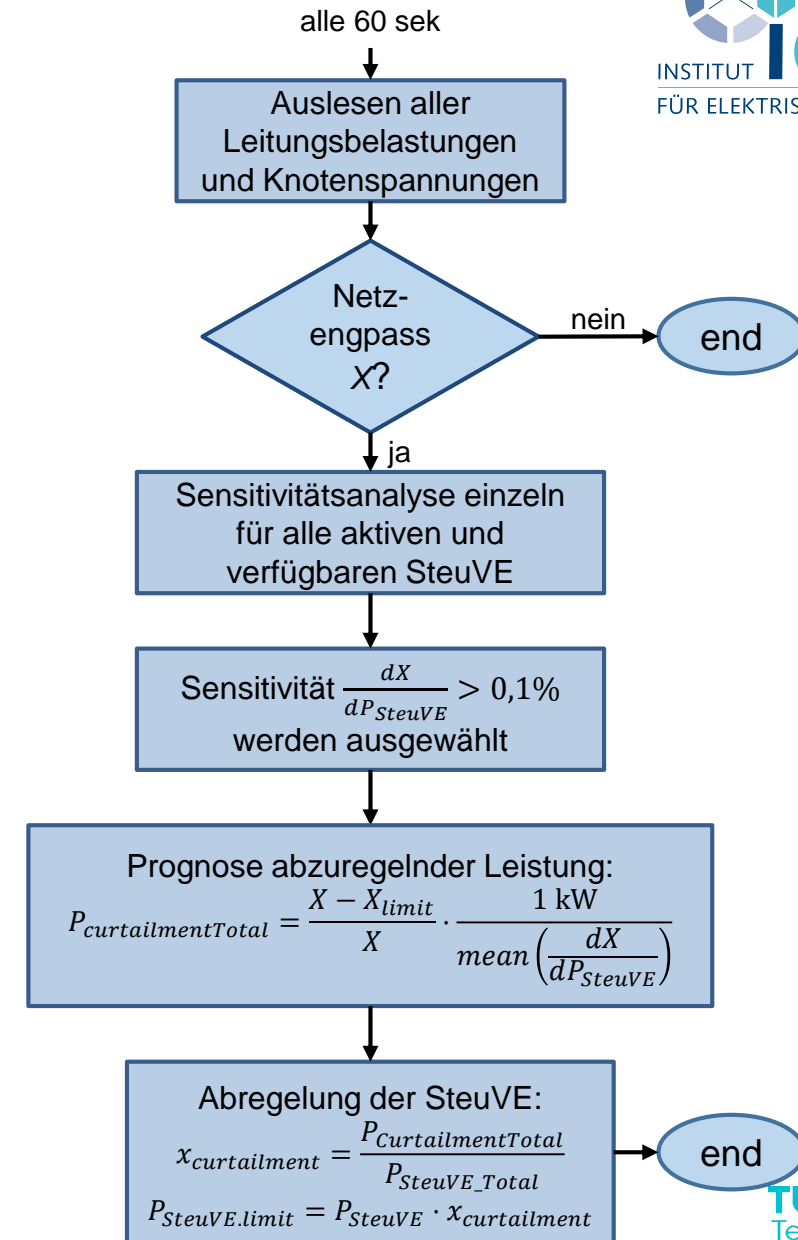 alle 60 sek
INSTITUT
FÜR ELEKTRIS
Auslesen aller
Leitungsbelastungen
und Knotenspannungen
Netz-
engpass
X?
nein
end
ja
Sensitivitätsanalyse einzeln
für alle aktiven und
verfügbaren SteuVE
Sensitivität dX/dP_SteuVE > 0,1%
werden ausgewählt
Prognose abzuregelnder Leistung:
P_curtailmentTotal = (X − X_limit)/X · 1 kW/mean(dX/dP_SteuVE)
Abregelung der SteuVE:
x_curtailment = P_CurtailmentTotal/P_SteuVE_Total
P_SteuVE.limit = P_SteuVE · x_curtailment
end